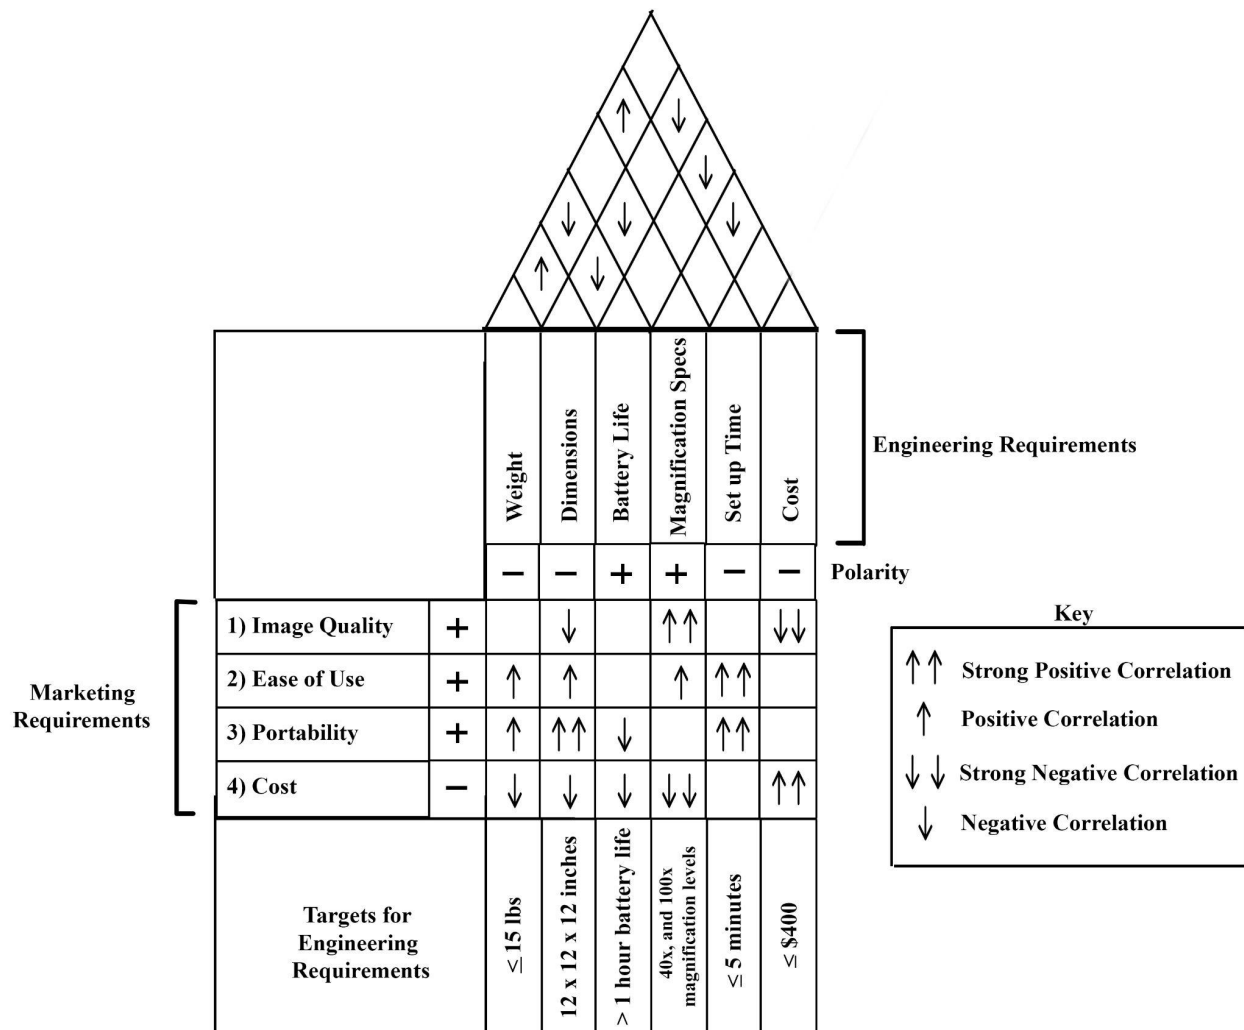 Weight
Dimensions
Battery Life
Magnification Specs
Set up Time
Cost
Engineering Requirements
− − + + − −
Polarity
Marketing
Requirements
1) Image Quality + ↓ ↑↑ ↓↓
2) Ease of Use + ↑ ↑ ↑ ↑↑
3) Portability + ↑ ↑↑ ↓ ↑↑
4) Cost − ↓ ↓ ↓ ↓↓ ↑↑
Key
↑↑ Strong Positive Correlation
↑ Positive Correlation
↓↓ Strong Negative Correlation
↓ Negative Correlation
Targets for
Engineering
Requirements
≤ 15 lbs
12 x 12 x 12 inches
> 1 hour battery life
40x, and 100x
magnification levels
≤ 5 minutes
≤ $400